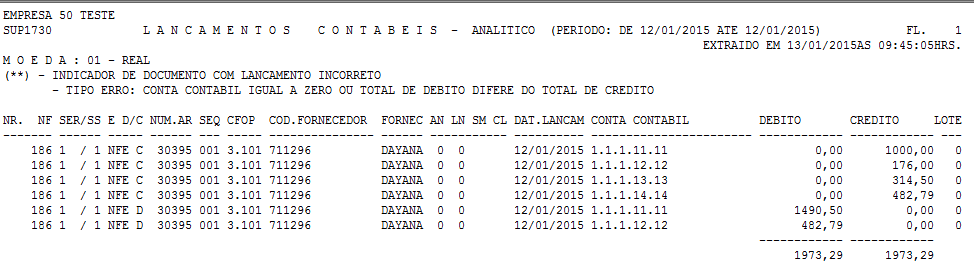 EMPRESA 50 TESTE
SUP1730 L A N C A M E N T O S C O N T A B E I S - ANALITICO (PERIODO: DE 12/01/2015 ATE 12/01/2015) FL. 1
EXTRAIDO EM 13/01/2015AS 09:45:05HRS.
M O E D A : 01 - REAL
(**) - INDICADOR DE DOCUMENTO COM LANCAMENTO INCORRETO
- TIPO ERRO: CONTA CONTABIL IGUAL A ZERO OU TOTAL DE DEBITO DIFERE DO TOTAL DE CREDITO
NR. NF SER/SS E D/C NUM.AR SEQ CFOP COD.FORNECEDOR FORNEC AN LN SM CL DAT.LANCAM CONTA CONTABIL DEBITO CREDITO LOTE
186 1 / 1 NFE C 30395 001 3.101 711296 DAYANA 0 0 12/01/2015 1.1.1.11.11 0,00 1000,00 0
186 1 / 1 NFE C 30395 001 3.101 711296 DAYANA 0 0 12/01/2015 1.1.1.12.12 0,00 176,00 0
186 1 / 1 NFE C 30395 001 3.101 711296 DAYANA 0 0 12/01/2015 1.1.1.13.13 0,00 314,50 0
186 1 / 1 NFE C 30395 001 3.101 711296 DAYANA 0 0 12/01/2015 1.1.1.14.14 0,00 482,79 0
186 1 / 1 NFE D 30395 001 3.101 711296 DAYANA 0 0 12/01/2015 1.1.1.11.11 1490,50 0,00 0
186 1 / 1 NFE D 30395 001 3.101 711296 DAYANA 0 0 12/01/2015 1.1.1.12.12 482,79 0,00 0
1973,29 1973,29